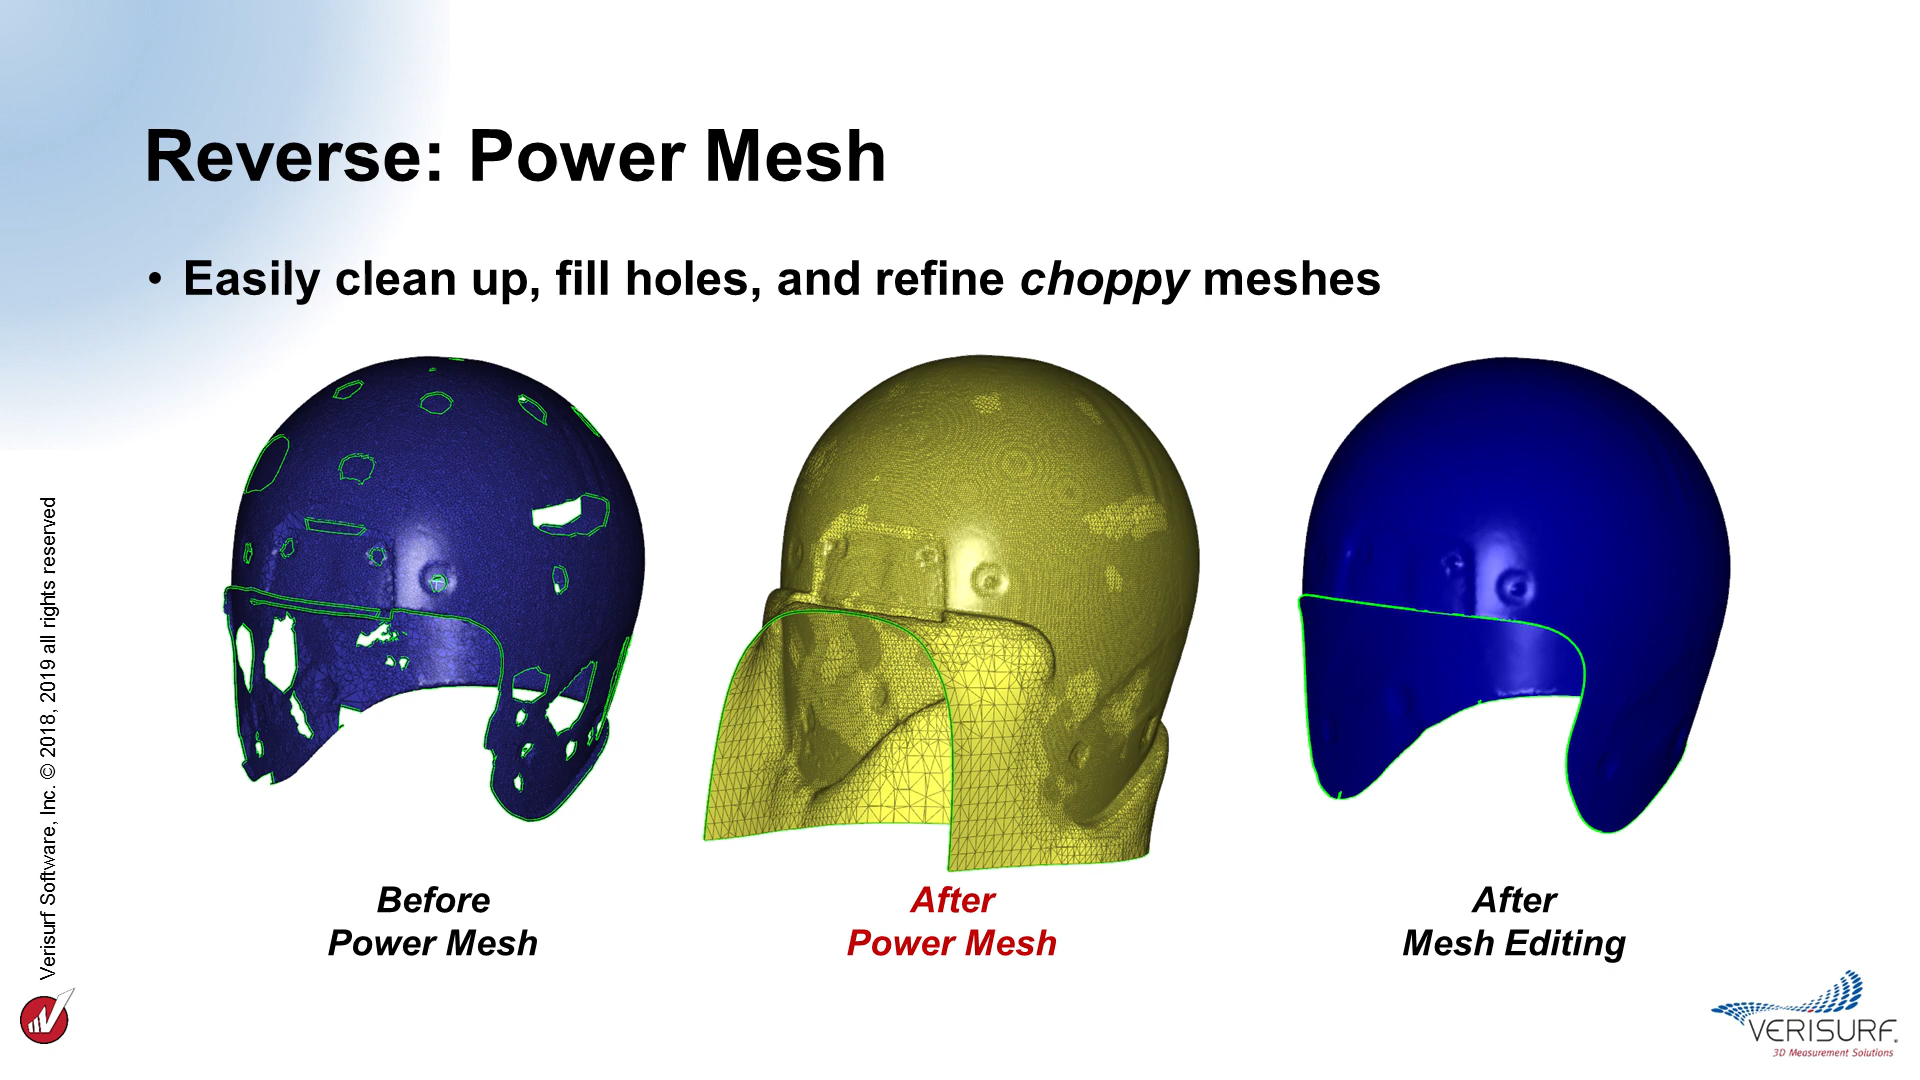 Reverse: Power Mesh
• Easily clean up, fill holes, and refine choppy meshes
Before
Power Mesh
After
Power Mesh
After
Mesh Editing
Verisurf Software, Inc. © 2018, 2019 all rights reserved
VERISURF®
3D Measurement Solutions